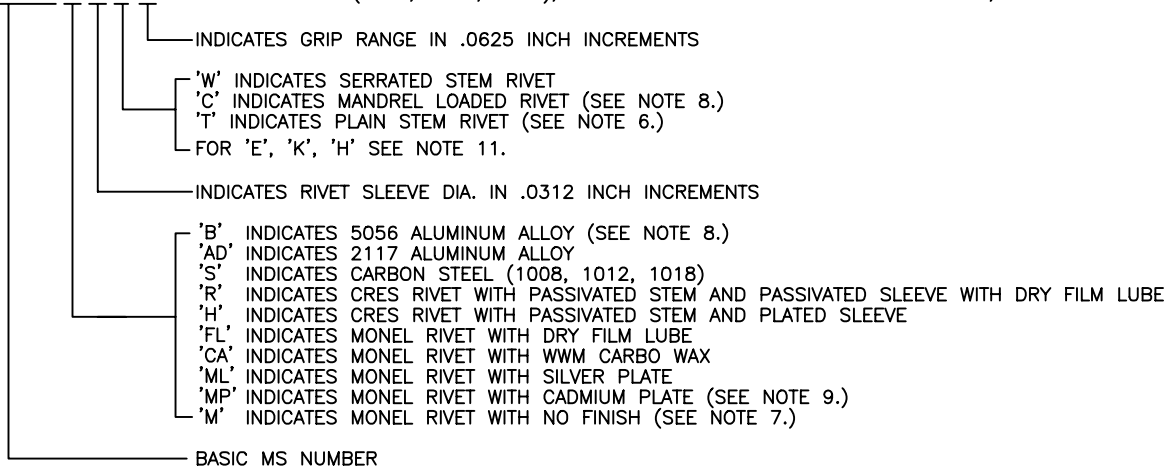 INDICATES GRIP RANGE IN .0625 INCH INCREMENTS
'W' INDICATES SERRATED STEM RIVET
'C' INDICATES MANDREL LOADED RIVET (SEE NOTE 8.)
'T' INDICATES PLAIN STEM RIVET (SEE NOTE 6.)
FOR 'E', 'K', 'H' SEE NOTE 11.
INDICATES RIVET SLEEVE DIA. IN .0312 INCH INCREMENTS
'B' INDICATES 5056 ALUMINUM ALLOY (SEE NOTE 8.)
'AD' INDICATES 2117 ALUMINUM ALLOY
'S' INDICATES CARBON STEEL (1008, 1012, 1018)
'R' INDICATES CRES RIVET WITH PASSIVATED STEM AND PASSIVATED SLEEVE WITH DRY FILM LUBE
'H' INDICATES CRES RIVET WITH PASSIVATED STEM AND PLATED SLEEVE
'FL' INDICATES MONEL RIVET WITH DRY FILM LUBE
'CA' INDICATES MONEL RIVET WITH WWM CARBO WAX
'ML' INDICATES MONEL RIVET WITH SILVER PLATE
'MP' INDICATES MONEL RIVET WITH CADMIUM PLATE (SEE NOTE 9.)
'M' INDICATES MONEL RIVET WITH NO FINISH (SEE NOTE 7.)
BASIC MS NUMBER